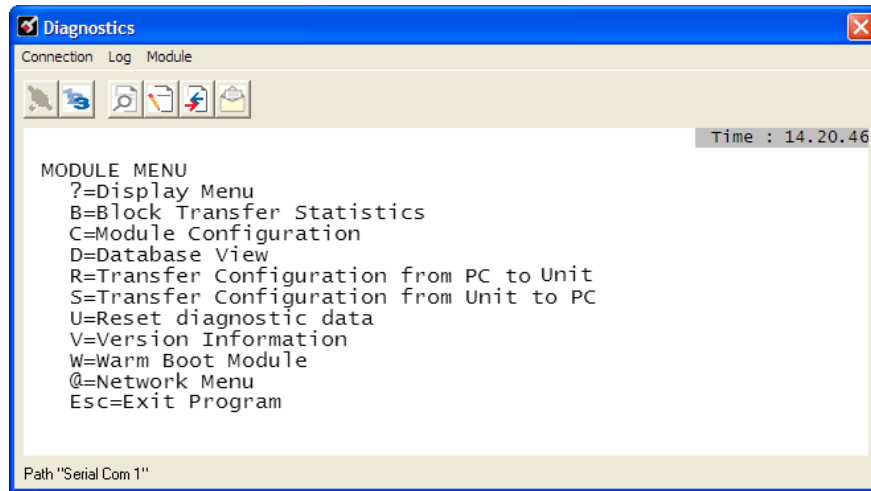 Diagnostics
Connection Log Module
Time : 14.20.46
MODULE MENU
?=Display Menu
B=Block Transfer Statistics
C=Module Configuration
D=Database View
R=Transfer Configuration from PC to Unit
S=Transfer Configuration from Unit to PC
U=Reset diagnostic data
V=Version Information
W=Warm Boot Module
@=Network Menu
Esc=Exit Program
Path "Serial Com 1"